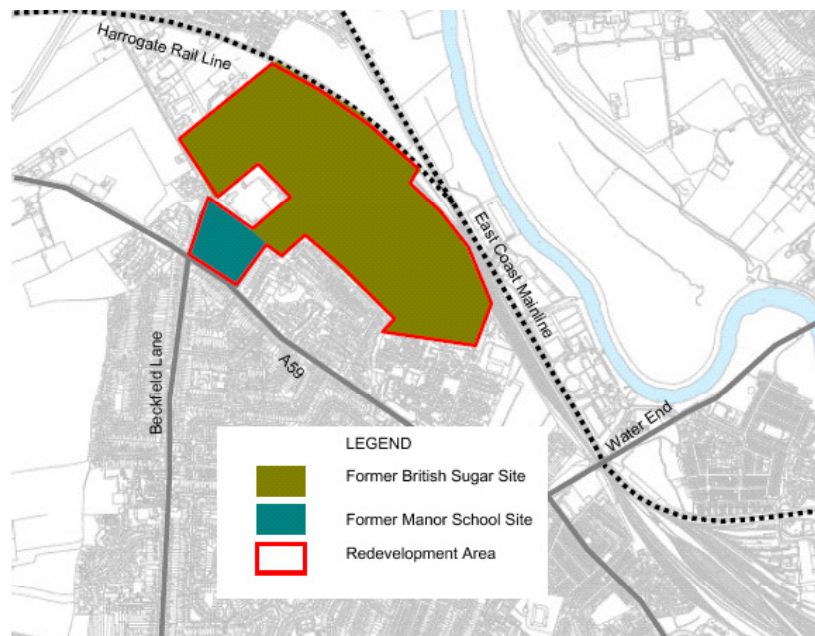 Harrogate Rail Line
East Coast Mainline
Beckfield Lane
A59
Water End
LEGEND
Former British Sugar Site
Former Manor School Site
Redevelopment Area